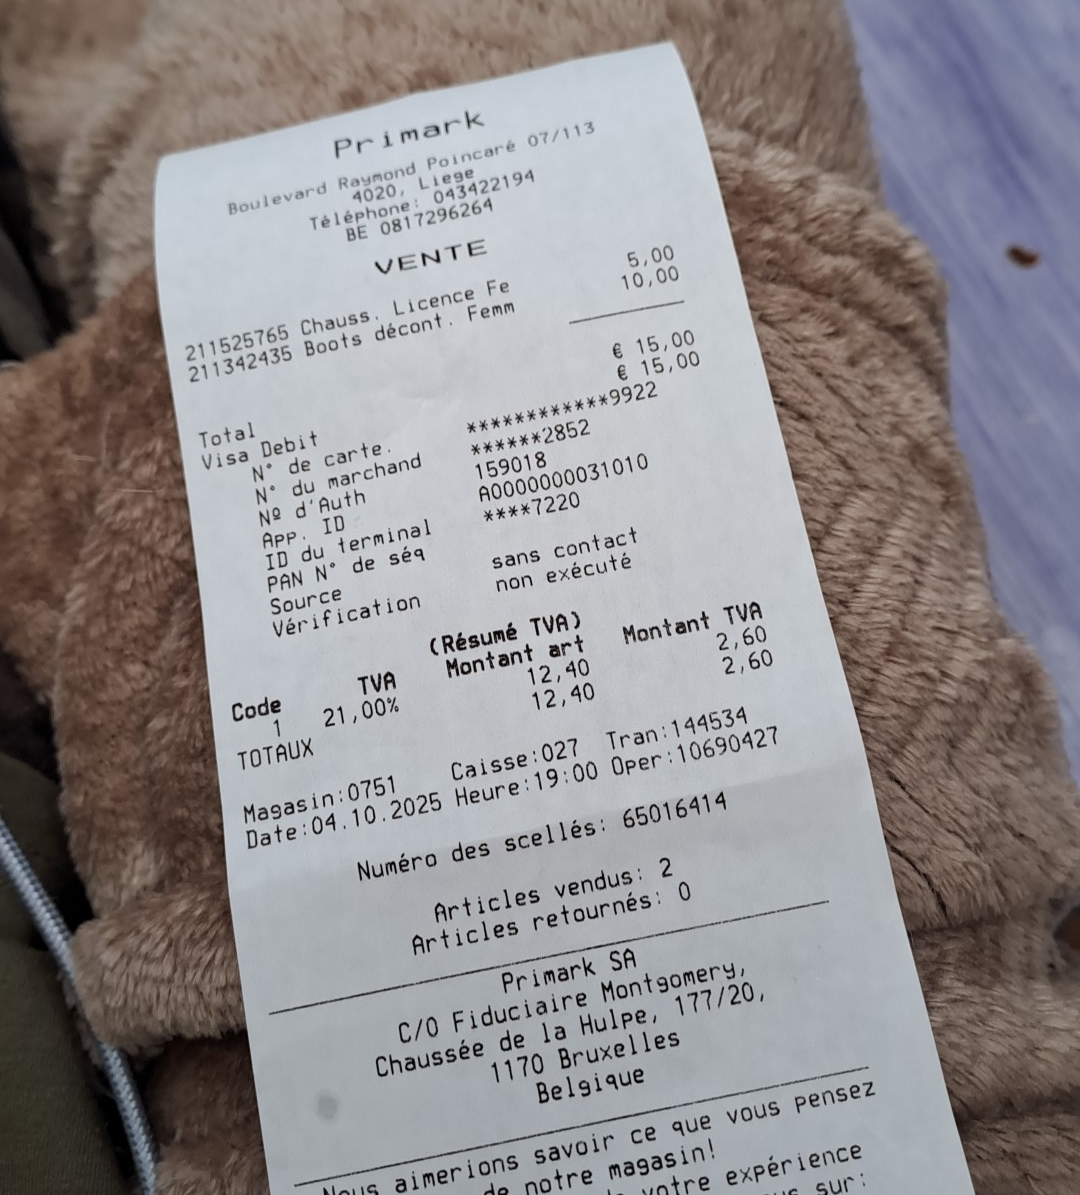 Primark
Boulevard Raymond Poincaré 07/113
4020, Liege
Téléphone: 043422194
BE 0817296264
VENTE
211525765 Chauss. Licence Fe 5,00
211342435 Boots décont. Femm 10,00
Total € 15,00
Visa Debit € 15,00
N° de carte. ************9922
N° du marchand ******2852
Nº d'Auth 159018
App. ID A0000000031010
ID du terminal ****7220
PAN N° de séq
Source sans contact
Vérification non exécuté
(Résumé TVA)
Code TVA Montant art Montant TVA
1 21,00% 12,40 2,60
TOTAUX 12,40 2,60
Magasin:0751 Caisse:027 Tran:144534
Date:04.10.2025 Heure:19:00 Oper:10690427
Numéro des scellés: 65016414
Articles vendus: 2
Articles retournés: 0
Primark SA
C/O Fiduciaire Montgomery,
Chaussée de la Hulpe, 177/20,
1170 Bruxelles
Belgique
Nous aimerions savoir ce que vous pensez
de notre magasin!
votre expérience
sur: